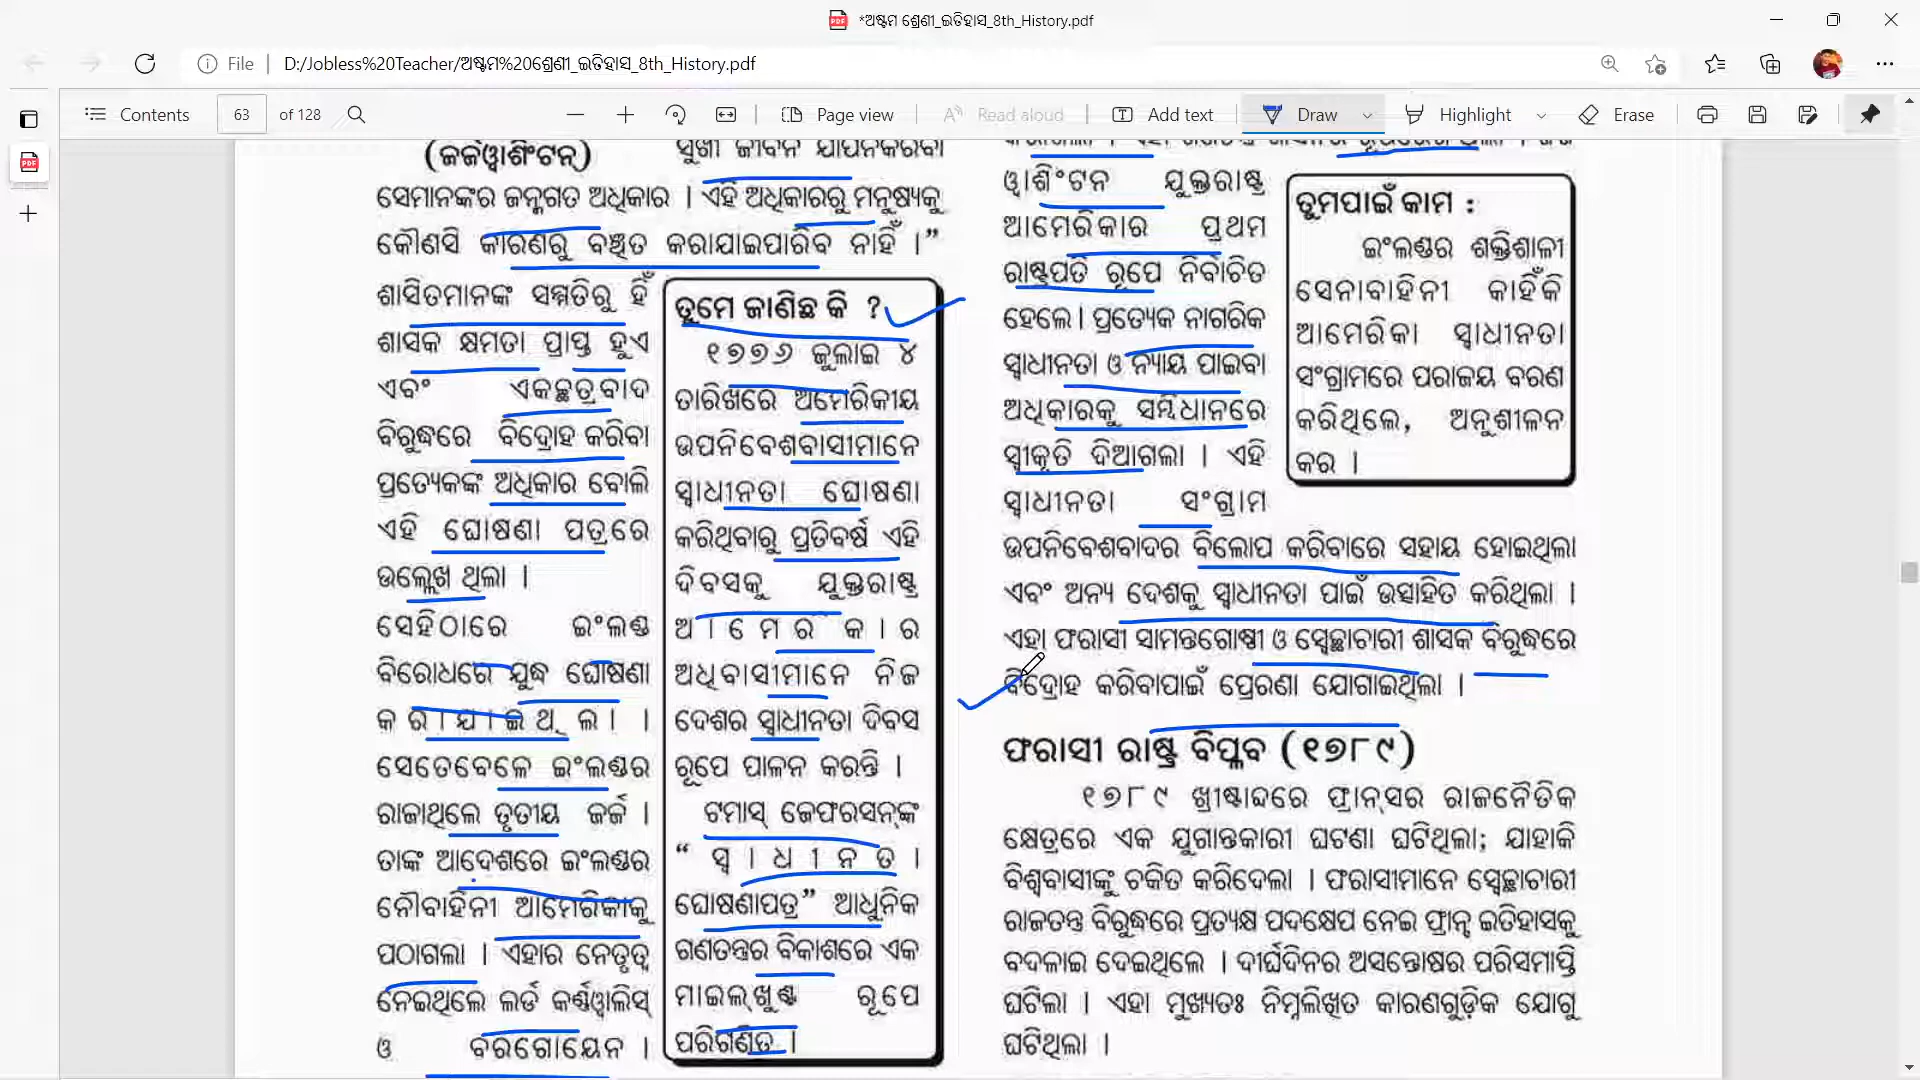 *ଅଷ୍ଟମ ଶ୍ରେଣୀ_ଇତିହାସ_8th_History.pdf
File
D:/Jobless%20Teacher/ଅଷ୍ଟମ%20ଶ୍ରେଣୀ_ଇତିହାସ_8th_History.pdf
Contents
63
of 128
Page view
Read aloud
Add text
Draw
Highlight
Erase
(ଜର୍ଜୱାଶିଂଟନ୍)
ସୁଖୀ ଜୀବନ ଯାପନକରିବା
ସେମାନଙ୍କର ଜନ୍ମଗତ ଅଧିକାର । ଏହି ଅଧିକାରରୁ ମନୁଷ୍ୟକୁ
କୌଣସି କାରଣରୁ ବଞ୍ଚିତ କରାଯାଇପାରିବ ନାହିଁ ।”
ଶାସିତମାନଙ୍କ ସମ୍ମତିରୁ ହିଁ
ଶାସକ କ୍ଷମତା ପ୍ରାପ୍ତ ହୁଏ
ଏବଂ ଏକଚ୍ଛତ୍ରବାଦ
ବିରୁଦ୍ଧରେ ବିଦ୍ରୋହ କରିବା
ପ୍ରତ୍ୟେକଙ୍କ ଅଧିକାର ବୋଲି
ଏହି ଘୋଷଣା ପତ୍ରରେ
ଉଲ୍ଲେଖ ଥିଲା ।
ସେହିଠାରେ ଇଂଲଣ୍ଡ
ବିରୋଧରେ ଯୁଦ୍ଧ ଘୋଷଣା
କରାଯାଇଥିଲା ।
ସେତେବେଳେ ଇଂଲଣ୍ଡର
ରାଜାଥିଲେ ତୃତୀୟ ଜର୍ଜ ।
ତାଙ୍କ ଆଦେଶରେ ଇଂଲଣ୍ଡର
ନୌବାହିନୀ ଆମେରିକାକୁ
ପଠାଗଲା । ଏହାର ନେତୃତ୍ୱ
ନେଇଥିଲେ ଲର୍ଡ କର୍ଣ୍ଣୱାଲିସ୍
ଓ ବରଗୋୟେନ ।
ତୁମେ ଜାଣିଛ କି ?
୧୭୭୬ ଜୁଲାଇ ୪
ତାରିଖରେ ଅମେରିକୀୟ
ଉପନିବେଶବାସୀମାନେ
ସ୍ୱାଧୀନତା ଘୋଷଣା
କରିଥିବାରୁ ପ୍ରତିବର୍ଷ ଏହି
ଦିବସକୁ ଯୁକ୍ତରାଷ୍ଟ୍ର
ଆମେରିକାର
ଅଧିବାସୀମାନେ ନିଜ
ଦେଶର ସ୍ୱାଧୀନତା ଦିବସ
ରୂପେ ପାଳନ କରନ୍ତି ।
ଟମାସ୍ ଜେଫରସନ୍‌ଙ୍କ
“ସ୍ୱାଧୀନତା
ଘୋଷଣାପତ୍ର” ଆଧୁନିକ
ଗଣତନ୍ତ୍ରର ବିକାଶରେ ଏକ
ମାଇଲ୍‌ଖୁଣ୍ଟ ରୂପେ
ପରିଗଣିତ ।
ୱାଶିଂଟନ ଯୁକ୍ତରାଷ୍ଟ୍ର
ଆମେରିକାର ପ୍ରଥମ
ରାଷ୍ଟ୍ରପତି ରୂପେ ନିର୍ବାଚିତ
ହେଲେ । ପ୍ରତ୍ୟେକ ନାଗରିକ
ସ୍ୱାଧୀନତା ଓ ନ୍ୟାୟ ପାଇବା
ଅଧିକାରକୁ ସମ୍ବିଧାନରେ
ସ୍ୱୀକୃତି ଦିଆଗଲା । ଏହି
ସ୍ୱାଧୀନତା ସଂଗ୍ରାମ
ଉପନିବେଶବାଦର ବିଲୋପ କରିବାରେ ସହାୟ ହୋଇଥିଲା
ଏବଂ ଅନ୍ୟ ଦେଶକୁ ସ୍ୱାଧୀନତା ପାଇଁ ଉତ୍ସାହିତ କରିଥିଲା ।
ଏହା ଫରାସୀ ସାମନ୍ତଗୋଷ୍ଠୀ ଓ ସ୍ୱେଚ୍ଛାଚାରୀ ଶାସକ ବିରୁଦ୍ଧରେ
ବିଦ୍ରୋହ କରିବାପାଇଁ ପ୍ରେରଣା ଯୋଗାଇଥିଲା ।
ତୁମପାଇଁ କାମ :
ଇଂଲଣ୍ଡର ଶକ୍ତିଶାଳୀ
ସେନାବାହିନୀ କାହିଁକି
ଆମେରିକା ସ୍ୱାଧୀନତା
ସଂଗ୍ରାମରେ ପରାଜୟ ବରଣ
କରିଥିଲେ, ଅନୁଶୀଳନ
କର ।
ଫରାସୀ ରାଷ୍ଟ୍ର ବିପ୍ଳବ (୧୭୮୯)
୧୭୮୯ ଖ୍ରୀଷ୍ଟାବ୍ଦରେ ଫ୍ରାନ୍‌ସର ରାଜନୈତିକ
କ୍ଷେତ୍ରରେ ଏକ ଯୁଗାନ୍ତକାରୀ ଘଟଣା ଘଟିଥିଲା; ଯାହାକି
ବିଶ୍ୱବାସୀଙ୍କୁ ଚକିତ କରିଦେଲା । ଫରାସୀମାନେ ସ୍ୱେଚ୍ଛାଚାରୀ
ରାଜତନ୍ତ୍ର ବିରୁଦ୍ଧରେ ପ୍ରତ୍ୟକ୍ଷ ପଦକ୍ଷେପ ନେଇ ଫ୍ରାନ୍ସ ଇତିହାସକୁ
ବଦଳାଇ ଦେଇଥିଲେ । ଦୀର୍ଘଦିନର ଅସନ୍ତୋଷର ପରିସମାପ୍ତି
ଘଟିଲା । ଏହା ମୁଖ୍ୟତଃ ନିମ୍ନଲିଖିତ କାରଣଗୁଡ଼ିକ ଯୋଗୁ
ଘଟିଥିଲା ।